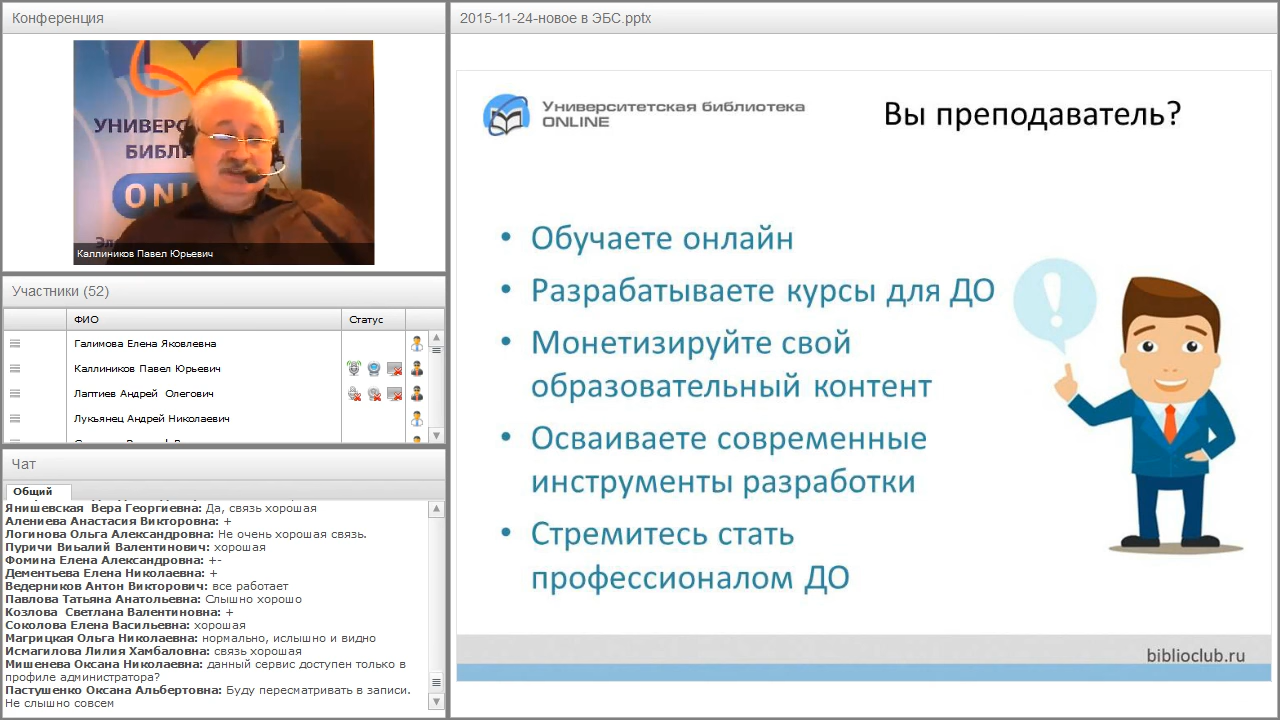 Конференция
УНИВЕРС
БИБЛ
ONL
Каллиников Павел Юрьевич
Участники (52)
ФИО
Статус
Галимова Елена Яковлевна
Каллиников Павел Юрьевич
Лаптиев Андрей Олегович
Лукьянец Андрей Николаевич
Чат
Общий
Янишевская Вера Георгиевна: Да, связь хорошая
Алениева Анастасия Викторовна: +
Логинова Ольга Александровна: Не очень хорошая связь.
Пуричи Виьалий Валентинович: хорошая
Фомина Елена Александровна: +-
Дементьева Елена Николаевна: +
Ведерников Антон Викторович: все работает
Павлова Татьяна Анатольевна: Слышно хорошо
Козлова Светлана Валентиновна: +
Соколова Елена Васильевна: хорошая
Магрицкая Ольга Николаевна: нормально, ислышно и видно
Исмагилова Лилия Хамбаловна: связь хорошая
Мишенева Оксана Николаевна: данный сервис доступен только в
профиле администратора?
Пастушенко Оксана Альбертовна: Буду пересматривать в записи.
Не слышно совсем
2015-11-24-новое в ЭБС.pptx
Университетская библиотека
ONLINE
Вы преподаватель?
• Обучаете онлайн
• Разрабатываете курсы для ДО
• Монетизируйте свой
образовательный контент
• Осваиваете современные
инструменты разработки
• Стремитесь стать
профессионалом ДО
biblioclub.ru